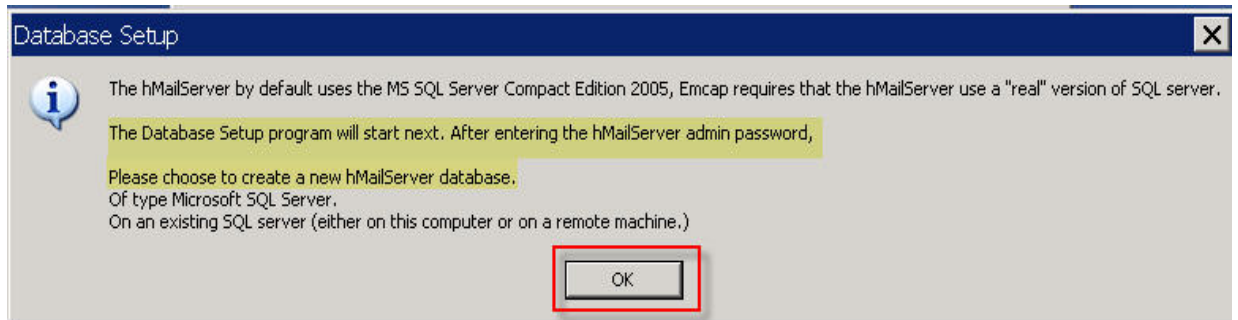 Database Setup
The hMailServer by default uses the MS SQL Server Compact Edition 2005, Emcap requires that the hMailServer use a "real" version of SQL server.
The Database Setup program will start next. After entering the hMailServer admin password,
Please choose to create a new hMailServer database.
Of type Microsoft SQL Server.
On an existing SQL server (either on this computer or on a remote machine.)
OK